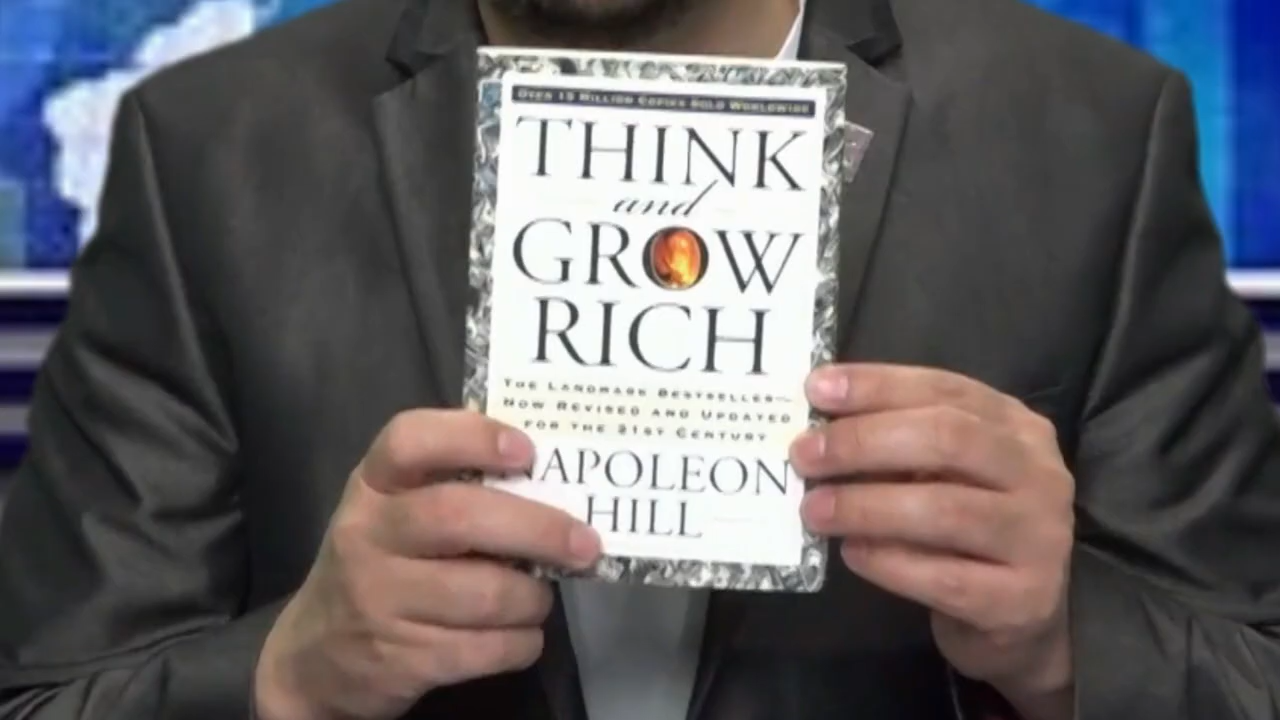 OVER 15 MILLION COPIES SOLD WORLDWIDE
THINK
and
GROW
RICH
THE LANDMARK BESTSELLER—
NOW REVISED AND UPDATED
FOR THE 21ST CENTURY
NAPOLEON
HILL